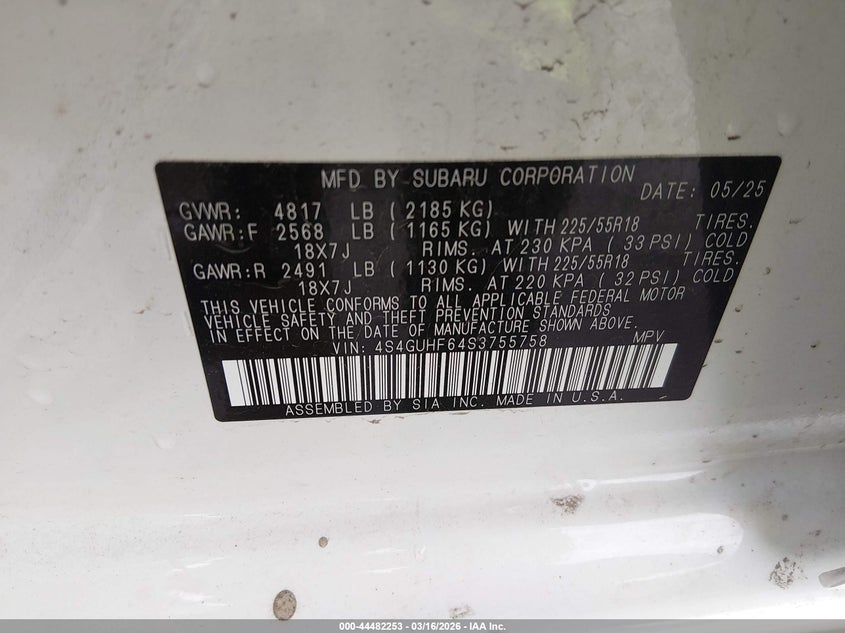 MFD BY SUBARU CORPORATION
DATE: 05/25
GVWR: 4817 LB ( 2185 KG)
GAWR:F 2568 LB ( 1165 KG) WITH 225/55R18 TIRES.
18X7J RIMS. AT 230 KPA ( 33 PSI) COLD
GAWR:R 2491 LB ( 1130 KG) WITH 225/55R18 TIRES.
18X7J RIMS. AT 220 KPA ( 32 PSI) COLD
THIS VEHICLE CONFORMS TO ALL APPLICABLE FEDERAL MOTOR
VEHICLE SAFETY AND THEFT PREVENTION STANDARDS
IN EFFECT ON THE DATE OF MANUFACTURE SHOWN ABOVE.
VIN: 4S4GUHF64S3755758 MPV
ASSEMBLED BY SIA INC. MADE IN U.S.A.
000-44482253 - 03/16/2026 - IAA Inc.